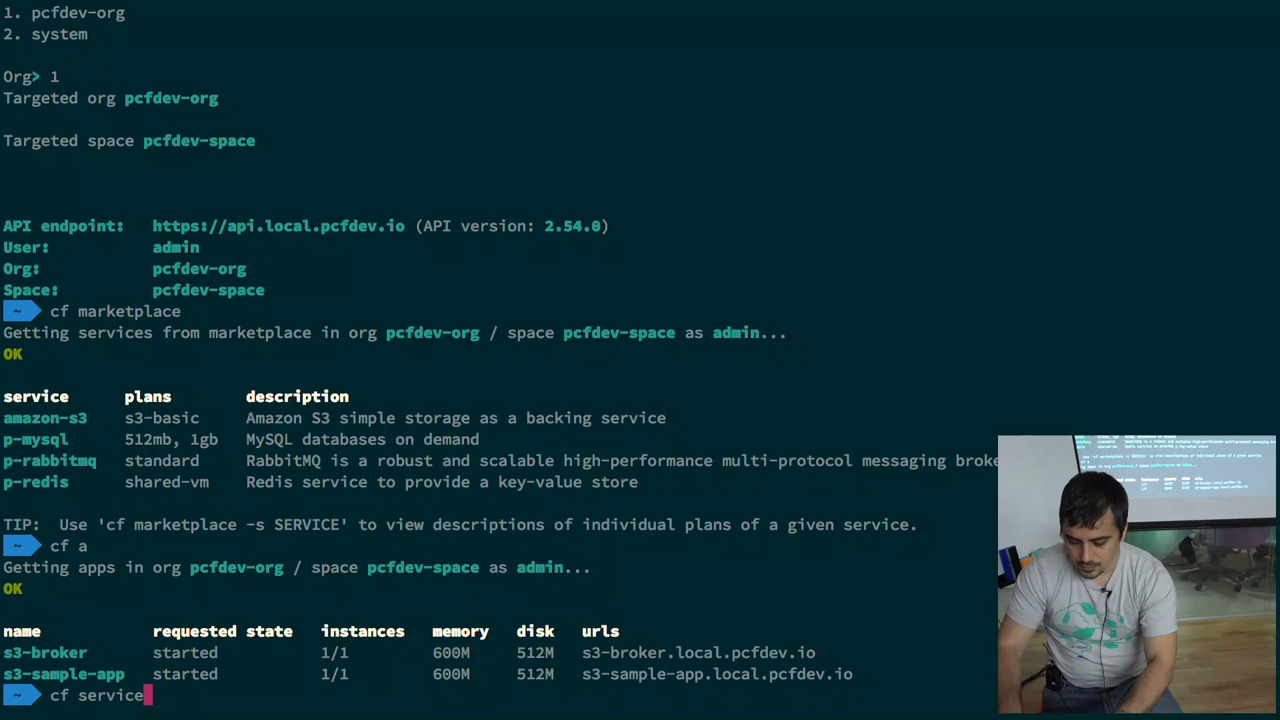 1. pcfdev-org
2. system
Org> 1
Targeted org pcfdev-org
Targeted space pcfdev-space
API endpoint: https://api.local.pcfdev.io (API version: 2.54.0)
User: admin
Org: pcfdev-org
Space: pcfdev-space
~ cf marketplace
Getting services from marketplace in org pcfdev-org / space pcfdev-space as admin...
OK
service plans description
amazon-s3 s3-basic Amazon S3 simple storage as a backing service
p-mysql 512mb, 1gb MySQL databases on demand
p-rabbitmq standard RabbitMQ is a robust and scalable high-performance multi-protocol messaging broke
p-redis shared-vm Redis service to provide a key-value store
TIP: Use 'cf marketplace -s SERVICE' to view descriptions of individual plans of a given service.
~ cf a
Getting apps in org pcfdev-org / space pcfdev-space as admin...
OK
name requested state instances memory disk urls
s3-broker started 1/1 600M 512M s3-broker.local.pcfdev.io
s3-sample-app started 1/1 600M 512M s3-sample-app.local.pcfdev.io
~ cf service